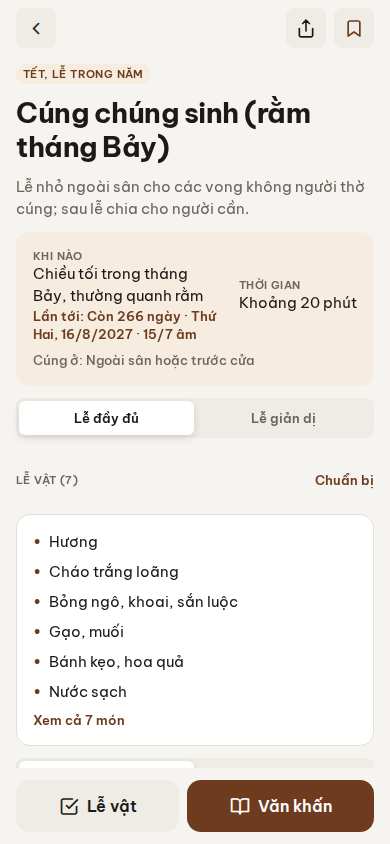 TẾT, LỄ TRONG NĂM
Cúng chúng sinh (rằm
tháng Bảy)
Lễ nhỏ ngoài sân cho các vong không người thờ
cúng; sau lễ chia cho người cần.
KHI NÀO
Chiều tối trong tháng
Bảy, thường quanh rằm
Lần tới: Còn 266 ngày · Thứ
Hai, 16/8/2027 · 15/7 âm
THỜI GIAN
Khoảng 20 phút
Cúng ở: Ngoài sân hoặc trước cửa
Lễ đầy đủ
Lễ giản dị
LỄ VẬT (7)
Chuẩn bị
• Hương
• Cháo trắng loãng
• Bỏng ngô, khoai, sắn luộc
• Gạo, muối
• Bánh kẹo, hoa quả
• Nước sạch
Xem cả 7 món
Lễ vật
Văn khấn